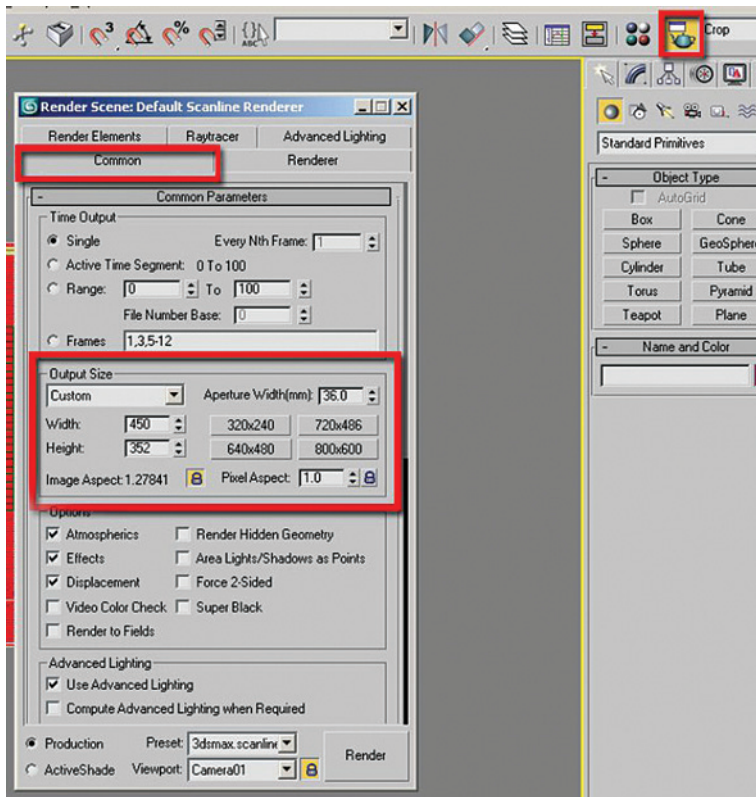 ABC
Crop
Render Scene: Default Scanline Renderer
Render Elements Raytracer Advanced Lighting
Common Renderer
- Common Parameters
Time Output
Single Every Nth Frame: 1
Active Time Segment: 0 To 100
Range: 0 To 100
File Number Base: 0
Frames 1,3,5-12
Output Size
Custom Aperture Width(mm): 36.0
Width: 450 320x240 720x486
Height: 352 640x480 800x600
Image Aspect: 1.27841 Pixel Aspect: 1.0
Options
Atmospherics Render Hidden Geometry
Effects Area Lights/Shadows as Points
Displacement Force 2-Sided
Video Color Check Super Black
Render to Fields
Advanced Lighting
Use Advanced Lighting
Compute Advanced Lighting when Required
Production Preset: 3dsmax.scanline
ActiveShade Viewport: Camera01
Render
Standard Primitives
- Object Type
AutoGrid
Box Cone
Sphere GeoSphere
Cylinder Tube
Torus Pyramid
Teapot Plane
- Name and Color